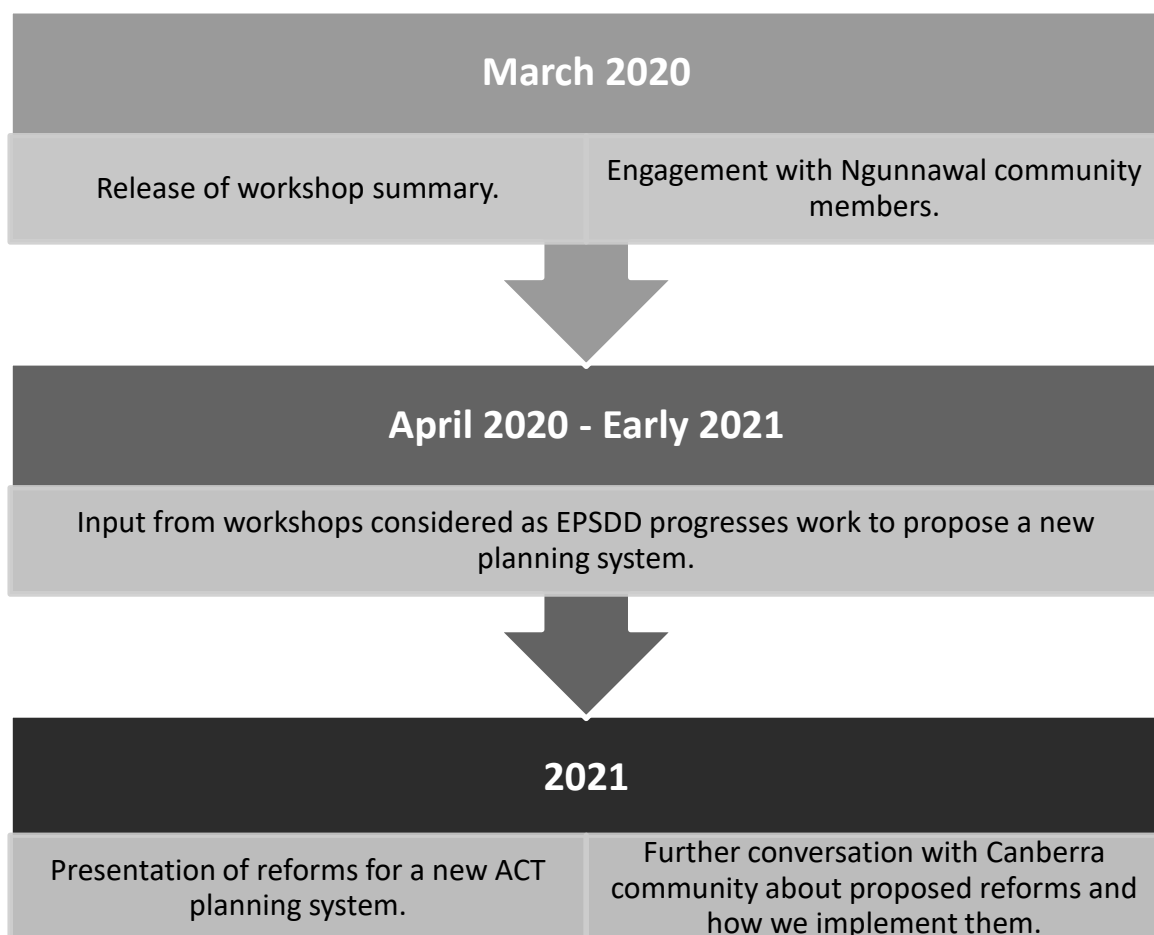 March 2020
Release of workshop summary.
Engagement with Ngunnawal community
members.
April 2020 - Early 2021
Input from workshops considered as EPSDD progresses work to propose a new
planning system.
2021
Presentation of reforms for a new ACT
planning system.
Further conversation with Canberra
community about proposed reforms and
how we implement them.